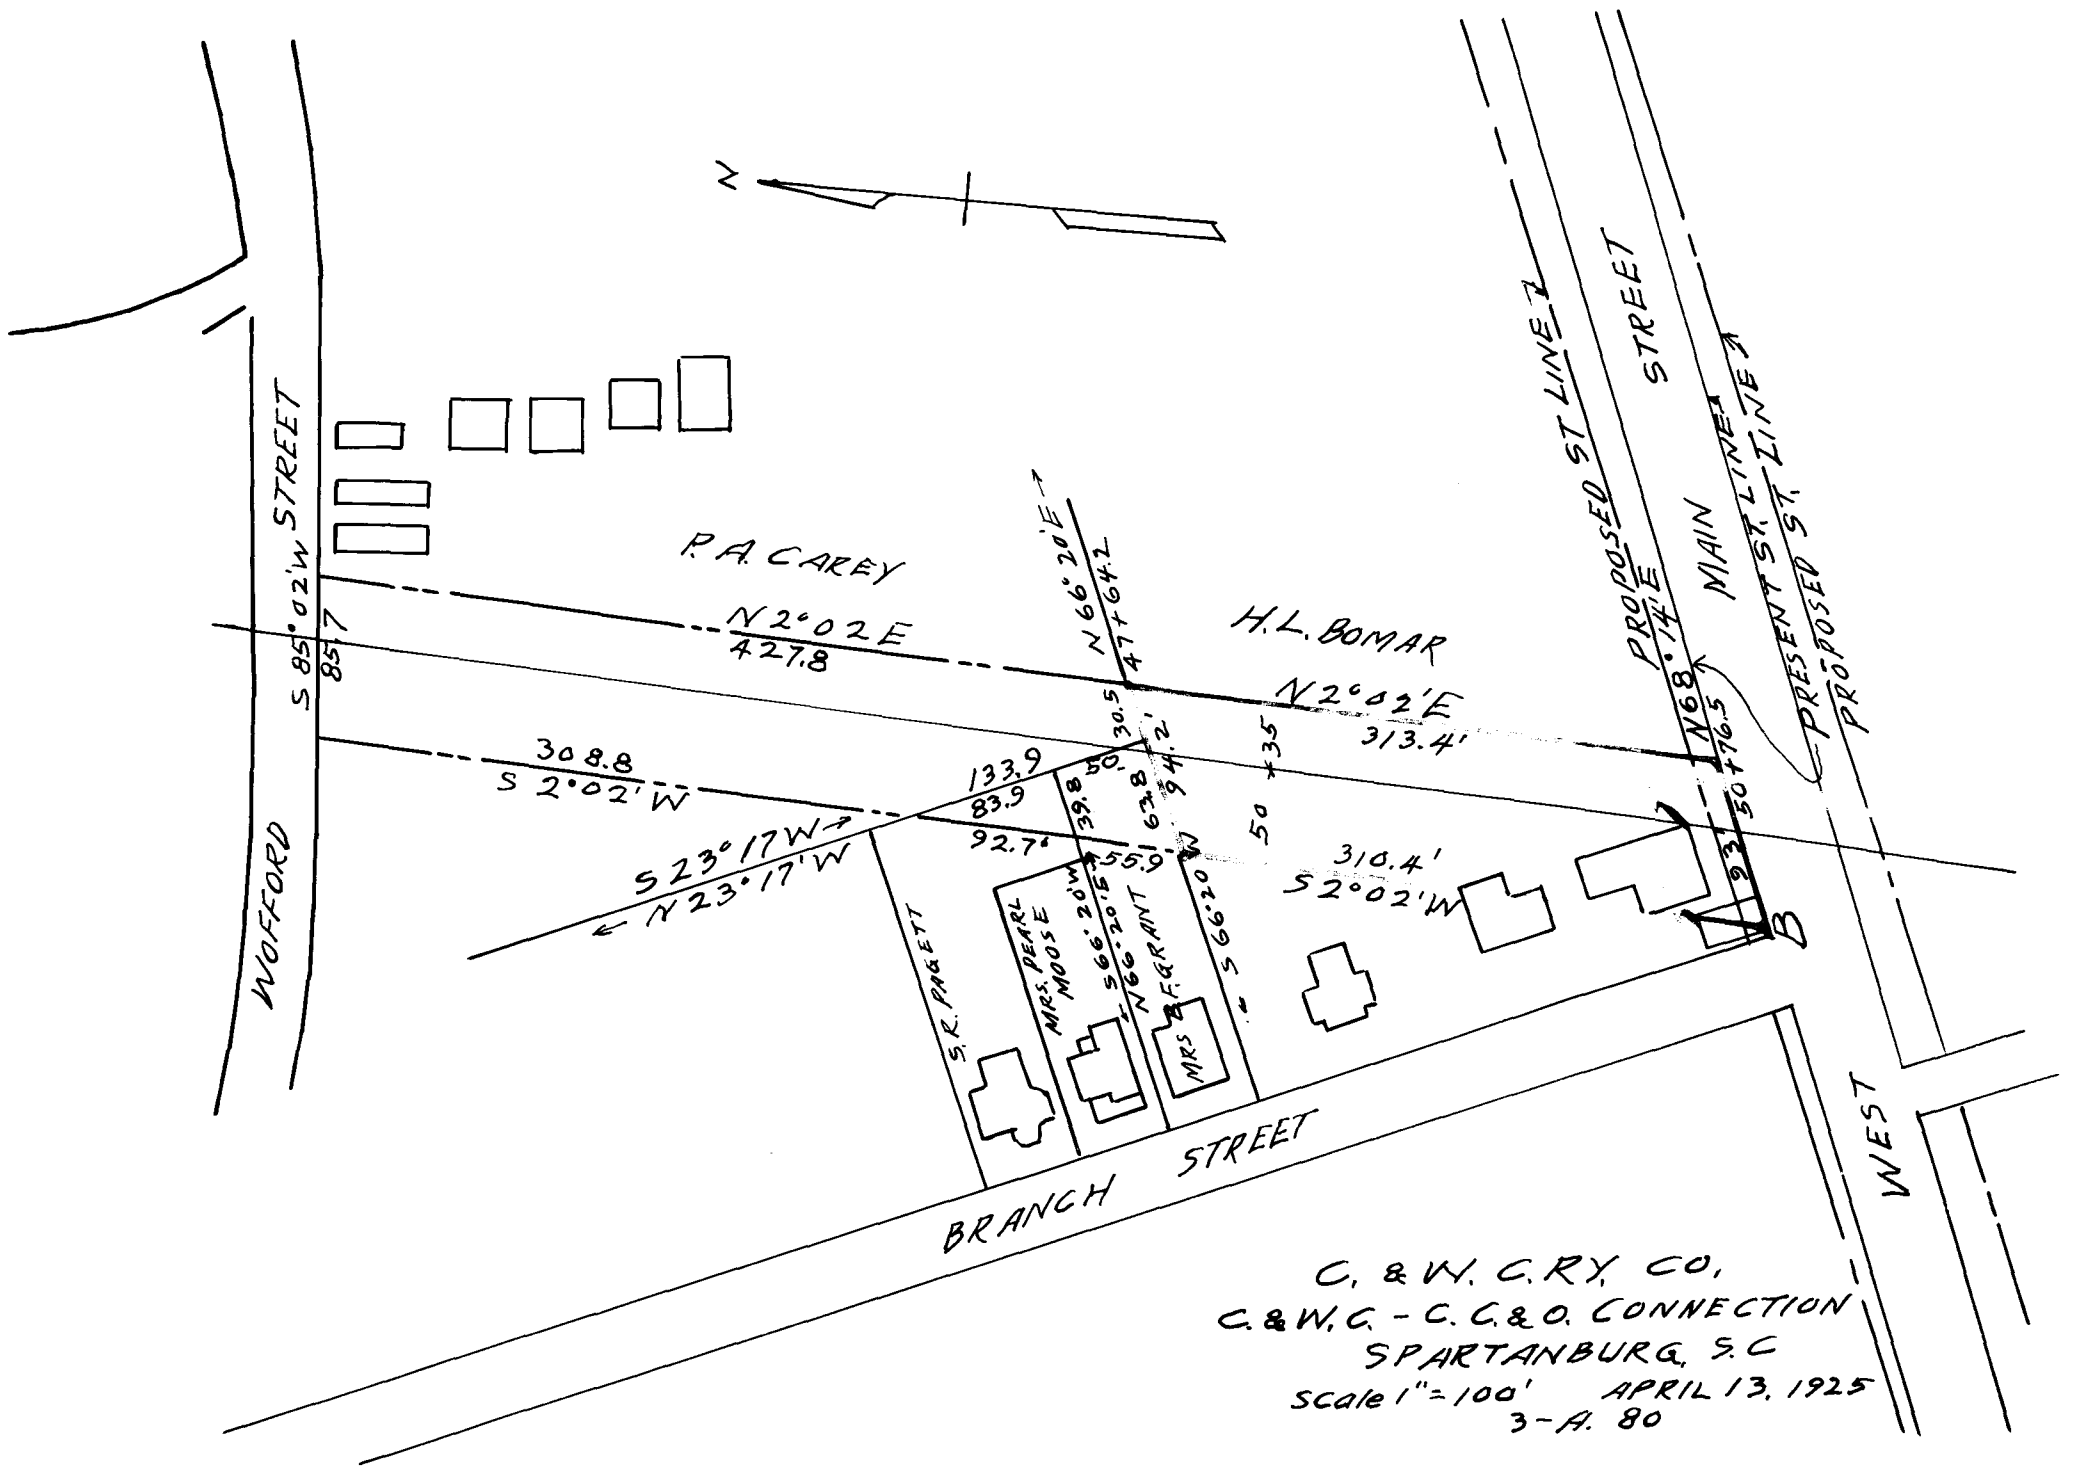 N
WOFFORD STREET
S 85°02'W
85.7
P. A. CAREY
N 2°02 E
427.8
308.8
S 2°02' W
S 23°17 W →
← N 23°17' W
133.9
83.9
50.
30.5
92.7'
39.8
55.9
63.8
94.2'
N 66°20'E →
47+64.2
H. L. BOMAR
N 2°02'E
313.4'
50 +35
310.4'
S 2°02' W
S. R. PAGETT
MRS. PEARL
MOOSE
S 66°20'W
← N 66°20'E
MRS B.F. GRANT
← S 66°20 W
PROPOSED ST LINE
N 68°14' E
50+76.5
93'
B
MAIN STREET
PRESENT ST. LINES
PROPOSED ST. LINE
WEST
BRANCH STREET
C. & W. C. RY. CO.
C. & W. C. - C. C. & O. CONNECTION
SPARTANBURG, S. C
Scale 1"=100' APRIL 13. 1925
3-A. 80